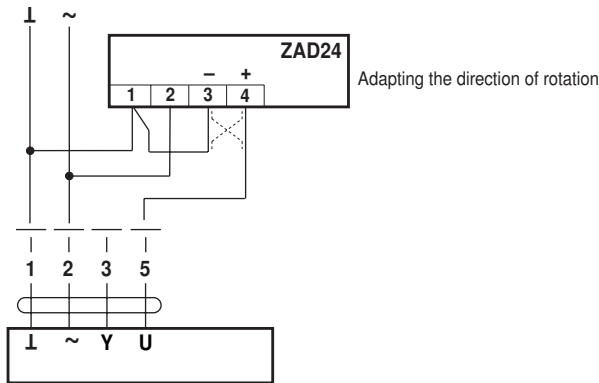 ⊥ ~
ZAD24
Adapting the direction of rotation
– +
1 2 3 4
1 2 3 5
⊥ ~ Y U